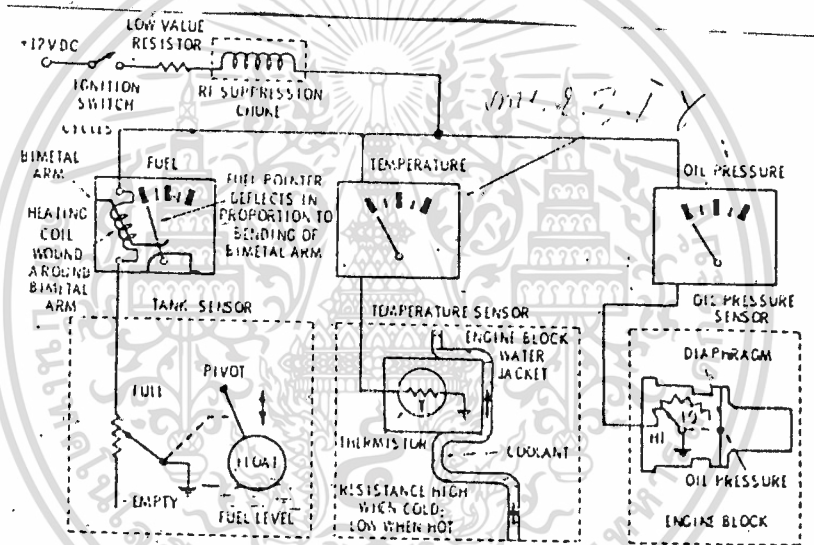 LOW VALUE
RESISTOR
+12VDC
IGNITION
SWITCH
RF SUPPRESSION
CHOKE
BIMETAL
ARM
FUEL
FUEL POINTER
DEFLECTS IN
PROPORTION TO
BENDING OF
BIMETAL ARM
HEATING
COIL
WOUND
AROUND
BIMETAL
ARM
TEMPERATURE
OIL PRESSURE
TANK SENSOR
FULL
PIVOT
FLOAT
EMPTY
FUEL LEVEL
TEMPERATURE SENSOR
ENGINE BLOCK
WATER
JACKET
THERMISTOR
COOLANT
RESISTANCE HIGH
WHEN COLD;
LOW WHEN HOT
OIL PRESSURE
SENSOR
DIAPHRAGM
HI
LO
OIL PRESSURE
ENGINE BLOCK